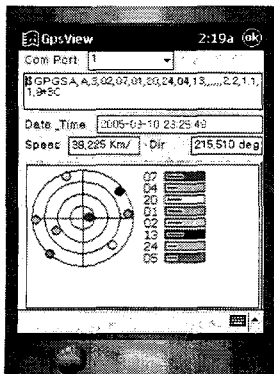 GpsView 2:19a ok
Com Port 1
$GPGSA,A,3,02,07,01,20,24,04,13,,,,,,2.2,1.1,
1.9*3C
Date_Time 2005-03-10 23:25:49
Speed 39,225 Km/ Dir 215,510 deg
07
04
20
01
02
13
24
05